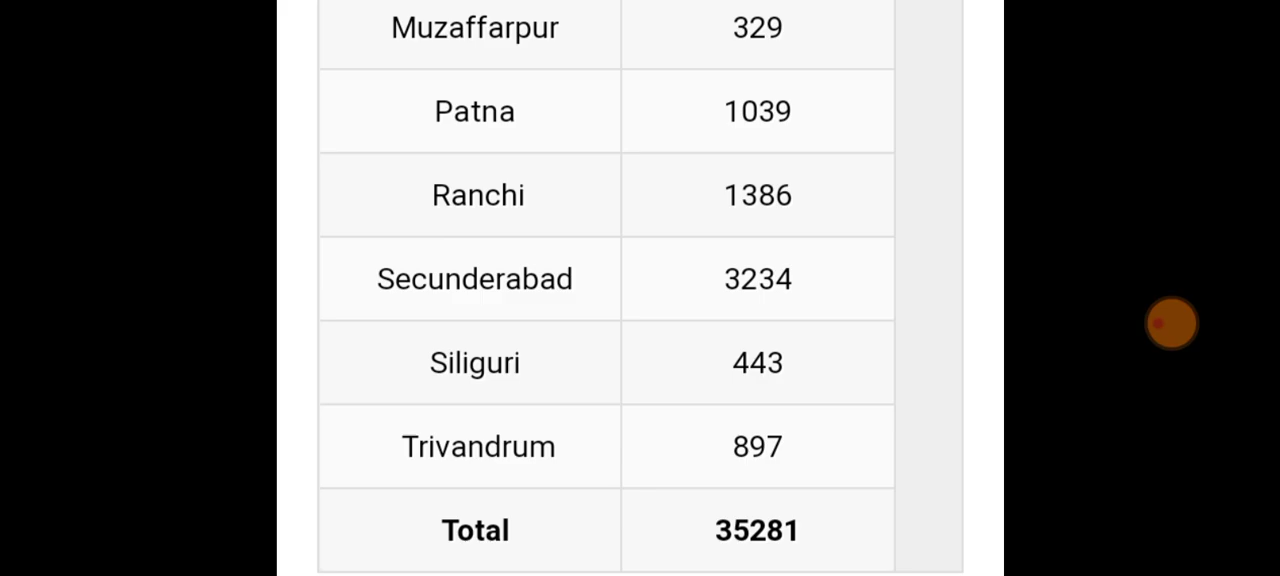 Muzaffarpur 329
Patna 1039
Ranchi 1386
Secunderabad 3234
Siliguri 443
Trivandrum 897
Total 35281